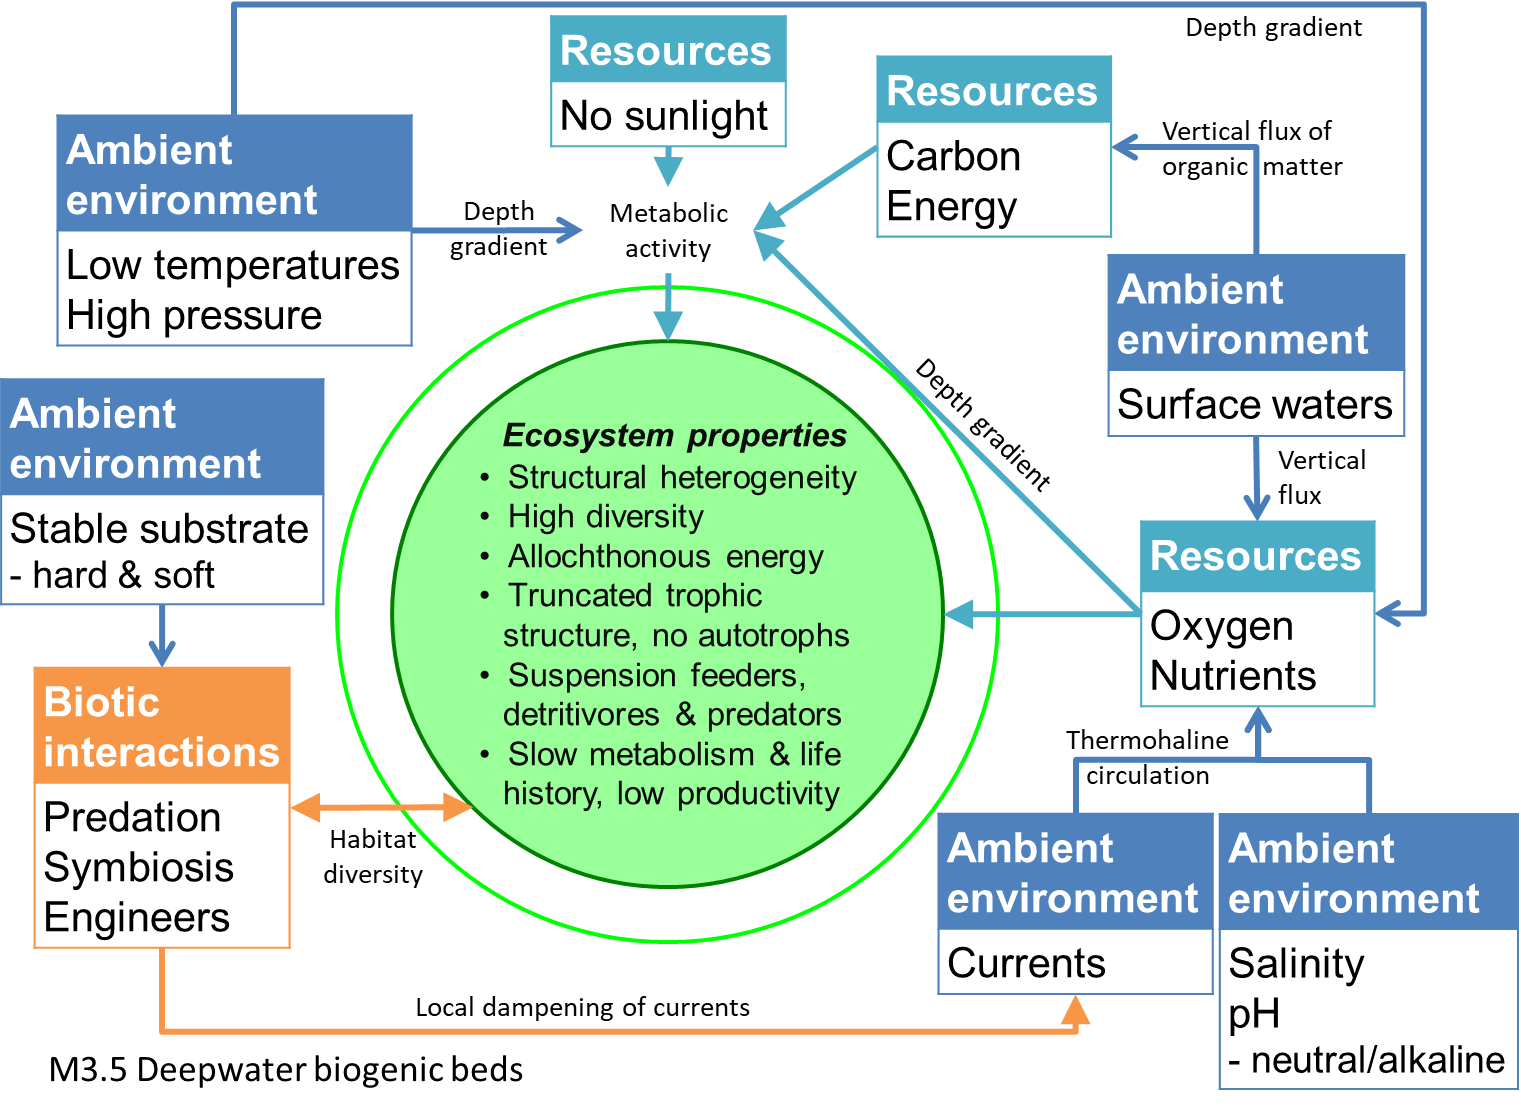 Depth gradient
Resources
No sunlight
Resources
Carbon
Energy
Vertical flux of
organic matter
Ambient
environment
Low temperatures
High pressure
Depth
gradient
Metabolic
activity
Ambient
environment
Surface waters
Vertical
flux
Depth gradient
Ambient
environment
Stable substrate
- hard & soft
Ecosystem properties
• Structural heterogeneity
• High diversity
• Allochthonous energy
• Truncated trophic
structure, no autotrophs
• Suspension feeders,
detritivores & predators
• Slow metabolism & life
history, low productivity
Resources
Oxygen
Nutrients
Biotic
interactions
Predation
Symbiosis
Engineers
Habitat
diversity
Thermohaline
circulation
Ambient
environment
Currents
Ambient
environment
Salinity
pH
- neutral/alkaline
Local dampening of currents
M3.5 Deepwater biogenic beds